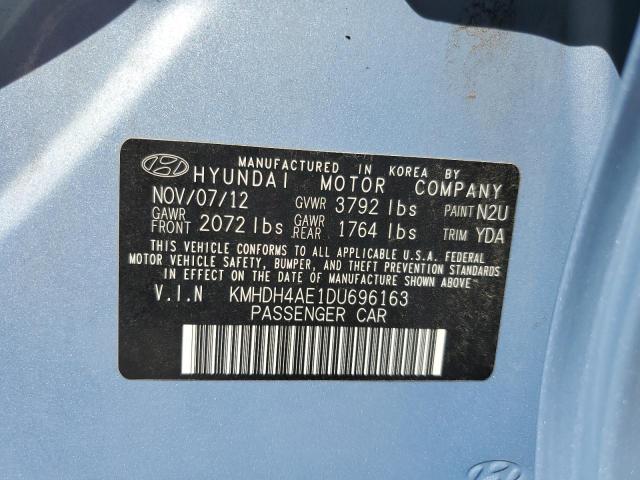 MANUFACTURED IN KOREA BY
HYUNDAI MOTOR COMPANY
NOV/07/12 GVWR 3792 lbs PAINT N2U
GAWR FRONT 2072 lbs GAWR REAR 1764 lbs TRIM YDA
THIS VEHICLE CONFORMS TO ALL APPLICABLE U.S.A. FEDERAL
MOTOR VEHICLE SAFETY, BUMPER, AND THEFT PREVENTION STANDARDS
IN EFFECT ON THE DATE OF MANUFACTURE SHOWN ABOVE.
V.I.N KMHDH4AE1DU696163
PASSENGER CAR